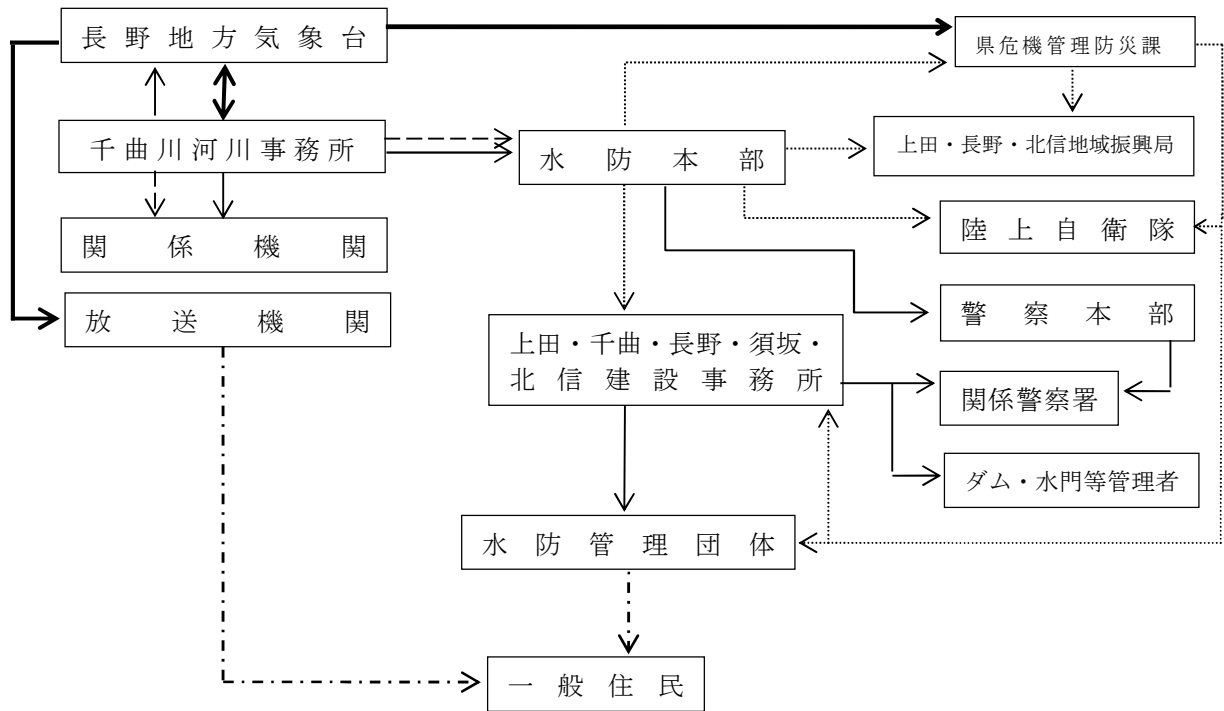 長野地方気象台
県危機管理防災課
千曲川河川事務所
水防本部
上田・長野・北信地域振興局
関係機関
陸上自衛隊
放送機関
警察本部
上田・千曲・長野・須坂・
北信建設事務所
関係警察署
ダム・水門等管理者
水防管理団体
一般住民